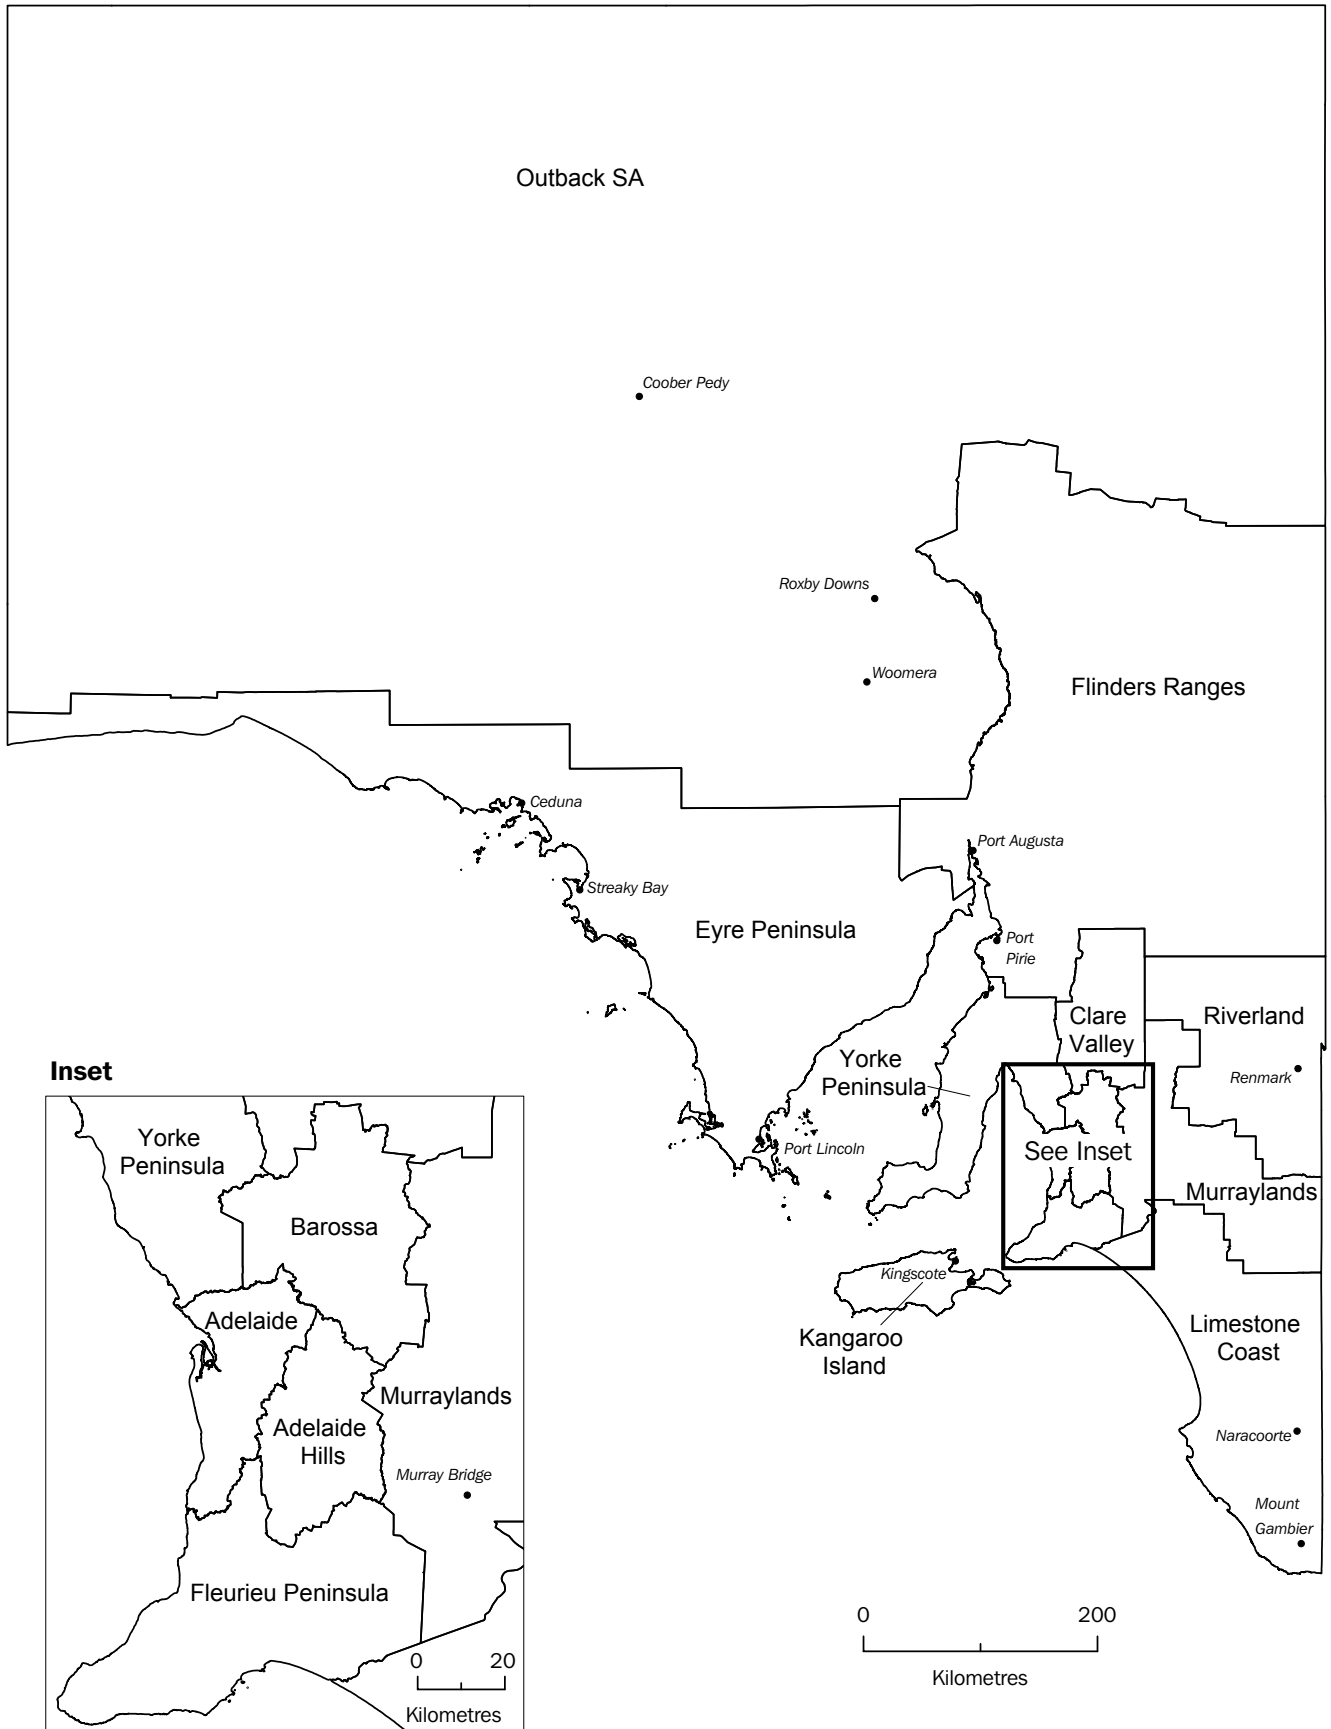 Outback SA
Coober Pedy
Roxby Downs
Woomera
Flinders Ranges
Ceduna
Port Augusta
Streaky Bay
Eyre Peninsula
Port
Pirie
Clare
Valley
Riverland
Yorke
Peninsula
Renmark
See Inset
Port Lincoln
Murraylands
Kingscote
Kangaroo
Island
Limestone
Coast
Naracoorte
Mount
Gambier
0 200
Kilometres
Inset
Yorke
Peninsula
Barossa
Adelaide
Murraylands
Adelaide
Hills
Murray Bridge
Fleurieu Peninsula
0 20
Kilometres